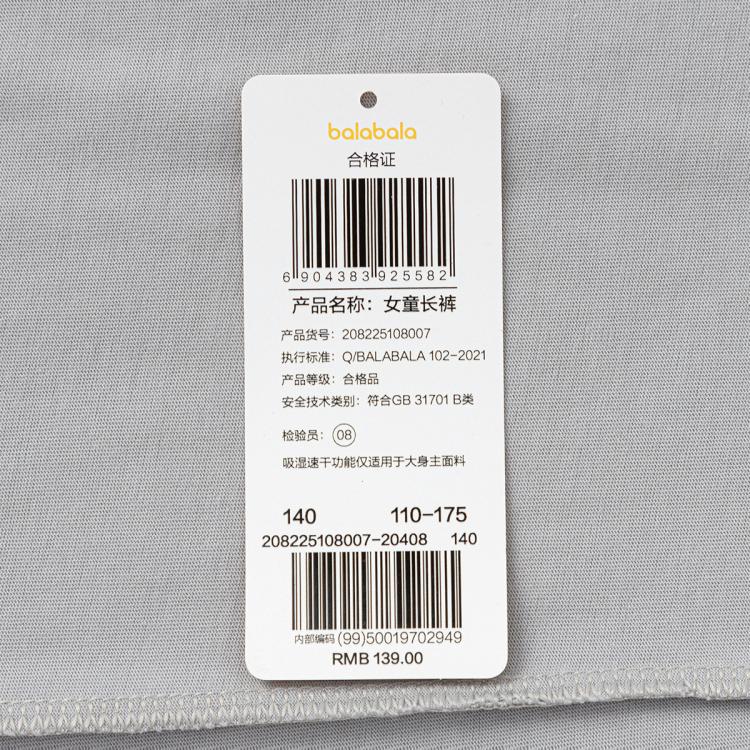 balabala
合格证
6 904383 925582
产品名称：女童长裤
产品货号：208225108007
执行标准：Q/BALABALA 102-2021
产品等级：合格品
安全技术类别：符合GB 31701 B类
检验员：08
吸湿速干功能仅适用于大身主面料
140 110-175
208225108007-20408 140
内部编码 (99)50019702949
RMB 139.00